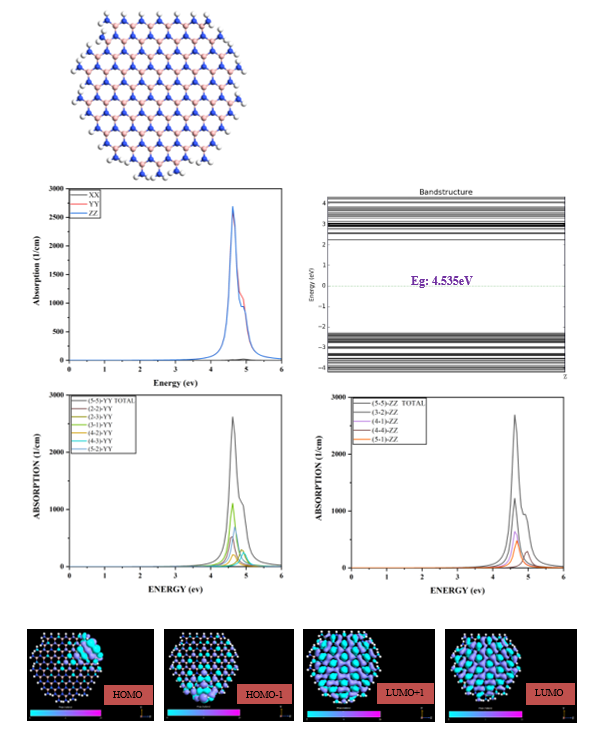 3000
2500
2000
1500
1000
500
0
Absorption (1/cm)
XX
YY
ZZ
0 1 2 3 4 5 6
Energy (ev)
Bandstructure
4
3
2
1
0
−1
−2
−3
−4
Energy (eV)
Eg: 4.535eV
Z
3000
2000
1000
0
ABSORPTION (1/cm)
(5-5)-YY TOTAL
(2-2)-YY
(2-3)-YY
(3-1)-YY
(4-2)-YY
(4-3)-YY
(5-2)-YY
0 1 2 3 4 5 6
ENERGY (ev)
3000
2000
1000
0
ABSORPTION (1/cm)
(5-5)-ZZ TOTAL
(3-2)-ZZ
(4-1)-ZZ
(4-4)-ZZ
(5-1)-ZZ
0 1 2 3 4 5 6
ENERGY (ev)
HOMO
HOMO-1
LUMO+1
LUMO